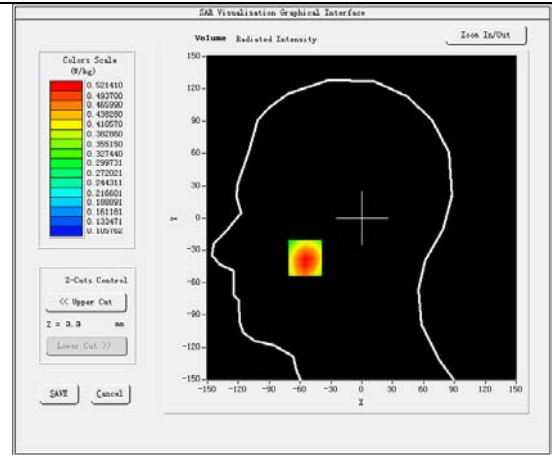 SAR Visualisation Graphical Interface
Volume Radiated Intensity
Zoom In/Out
Colors Scale
(W/kg)
0.521410
0.493700
0.465990
0.438280
0.410570
0.382860
0.355150
0.327440
0.299731
0.272021
0.244311
0.216601
0.188891
0.161181
0.133471
0.105762
150
120
90
60
30
0
-30
-60
-90
-120
-150
Y
-150 -120 -90 -60 -30 0 30 60 90 120 150
X
Z-Cuts Control
<< Upper Cut
Z = 3.3 mm
Lower Cut >>
SAVE Cancel